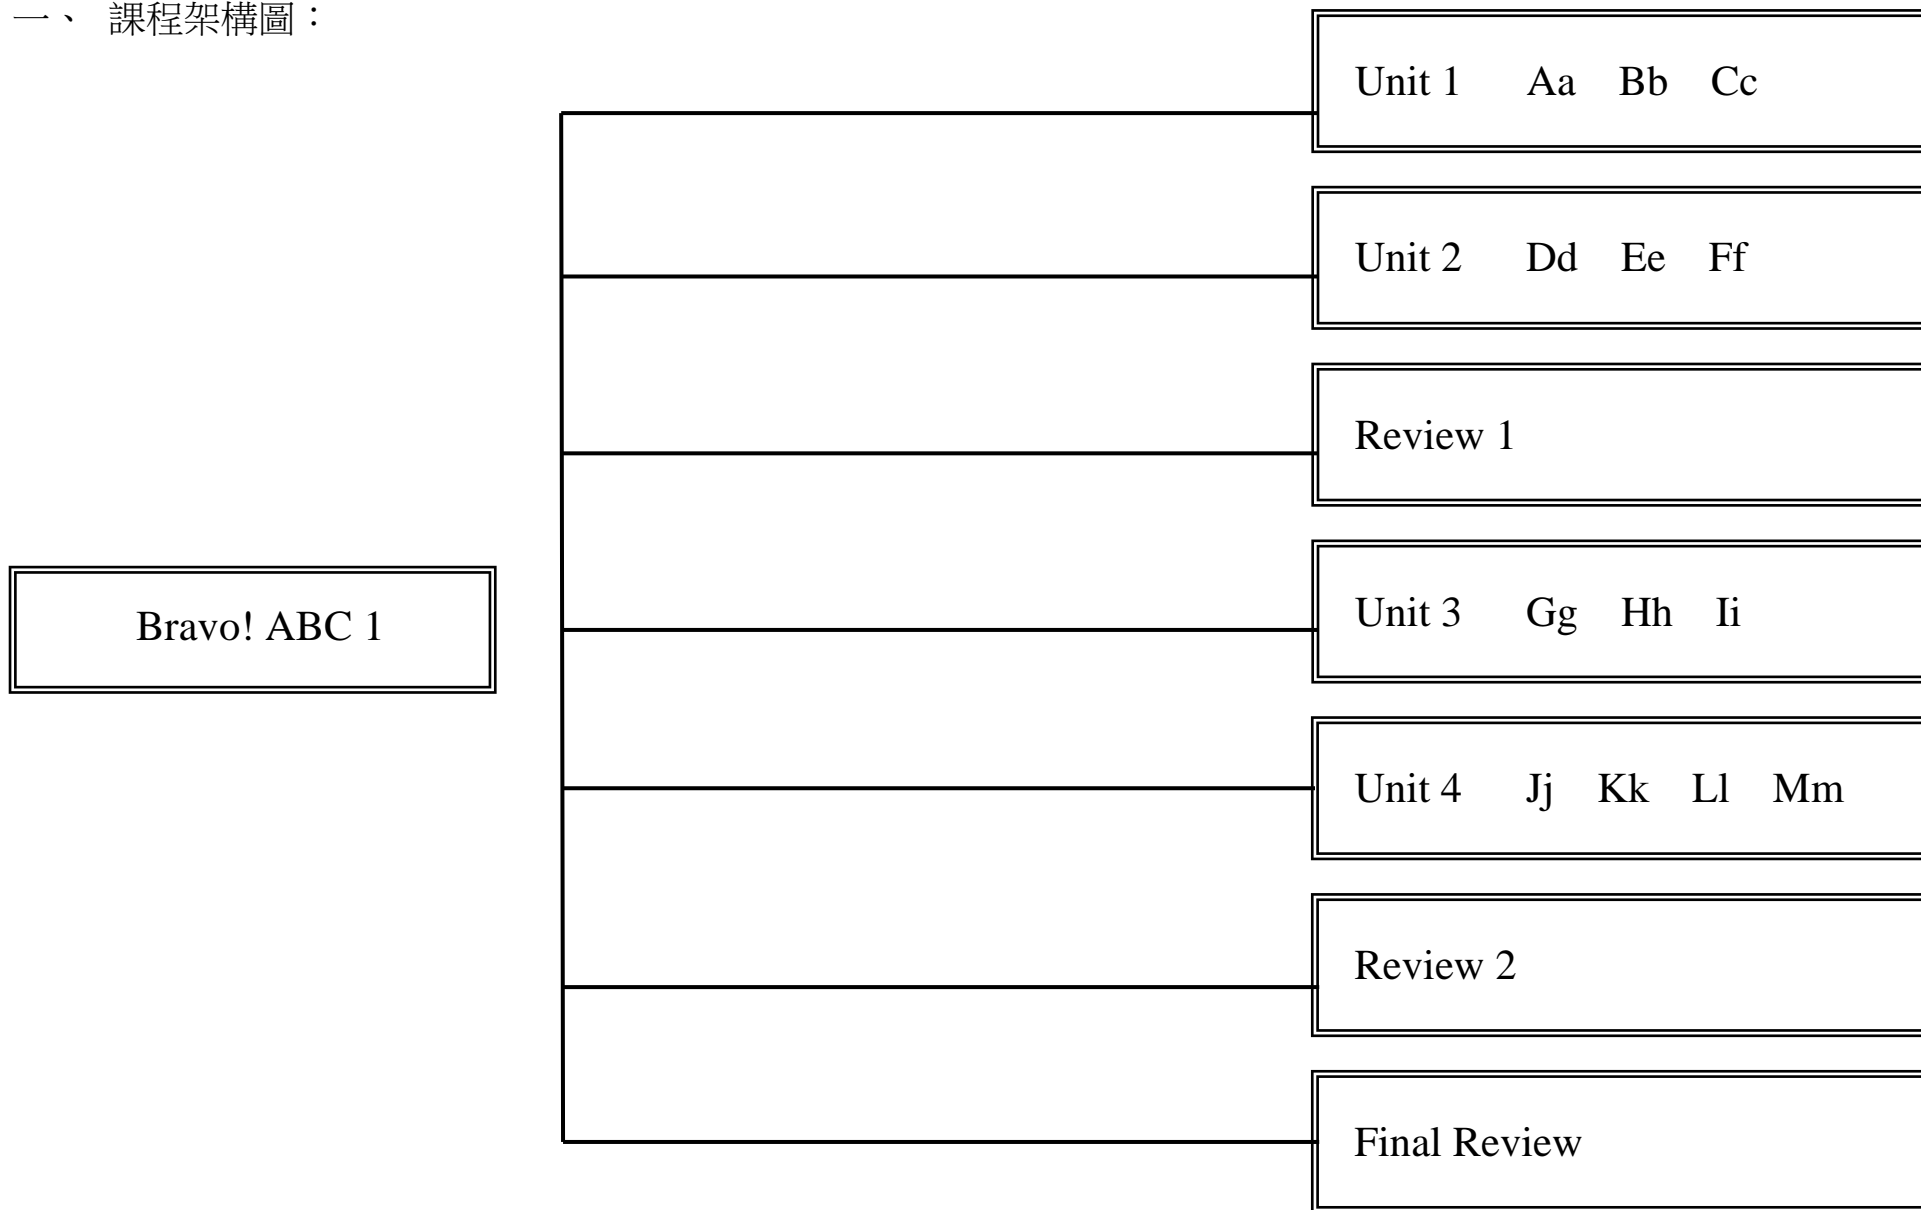 一、 課程架構圖：
Unit 1 Aa Bb Cc
Unit 2 Dd Ee Ff
Review 1
Bravo! ABC 1
Unit 3 Gg Hh Ii
Unit 4 Jj Kk Ll Mm
Review 2
Final Review